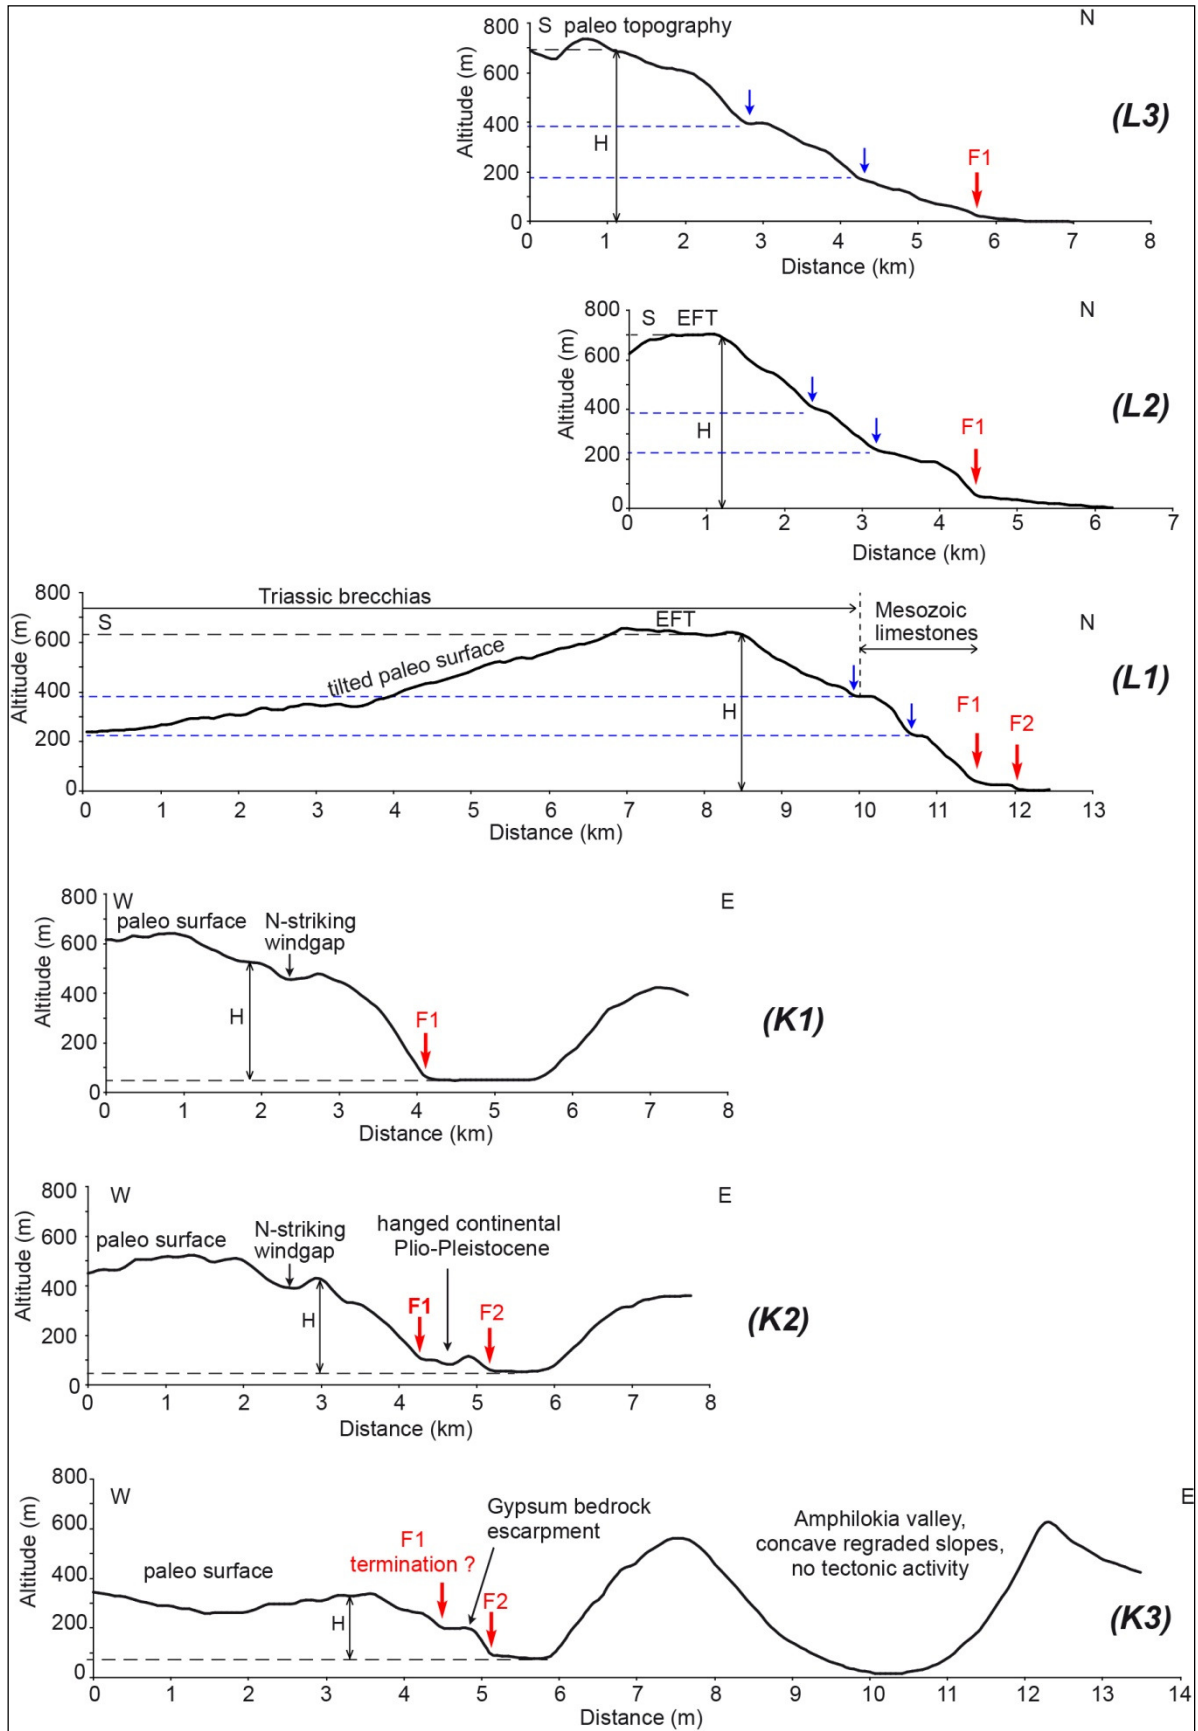 S paleo topography
N
Altitude (m)
800
600
400
200
0
H
F1
(L3)
0 1 2 3 4 5 6 7 8
Distance (km)
S EFT
N
Altitude (m)
800
600
400
200
0
H
F1
(L2)
0 1 2 3 4 5 6 7
Distance (km)
Triassic brecchias
Mesozoic
limestones
S
EFT
N
tilted paleo surface
Altitude (m)
800
600
400
200
0
H
F1
F2
(L1)
0 1 2 3 4 5 6 7 8 9 10 11 12 13
Distance (km)
W
E
paleo surface
N-striking
windgap
Altitude (m)
800
600
400
200
0
H
F1
(K1)
0 1 2 3 4 5 6 7 8
Distance (km)
W
E
paleo surface
N-striking
windgap
hanged continental
Plio-Pleistocene
Altitude (m)
800
600
400
200
0
H
F1
F2
(K2)
0 1 2 3 4 5 6 7 8
Distance (km)
W
E
paleo surface
F1
termination ?
Gypsum bedrock
escarpment
F2
Amphilokia valley,
concave regraded slopes,
no tectonic activity
Altitude (m)
800
600
400
200
0
H
(K3)
0 1 2 3 4 5 6 7 8 9 10 11 12 13 14
Distance (m)